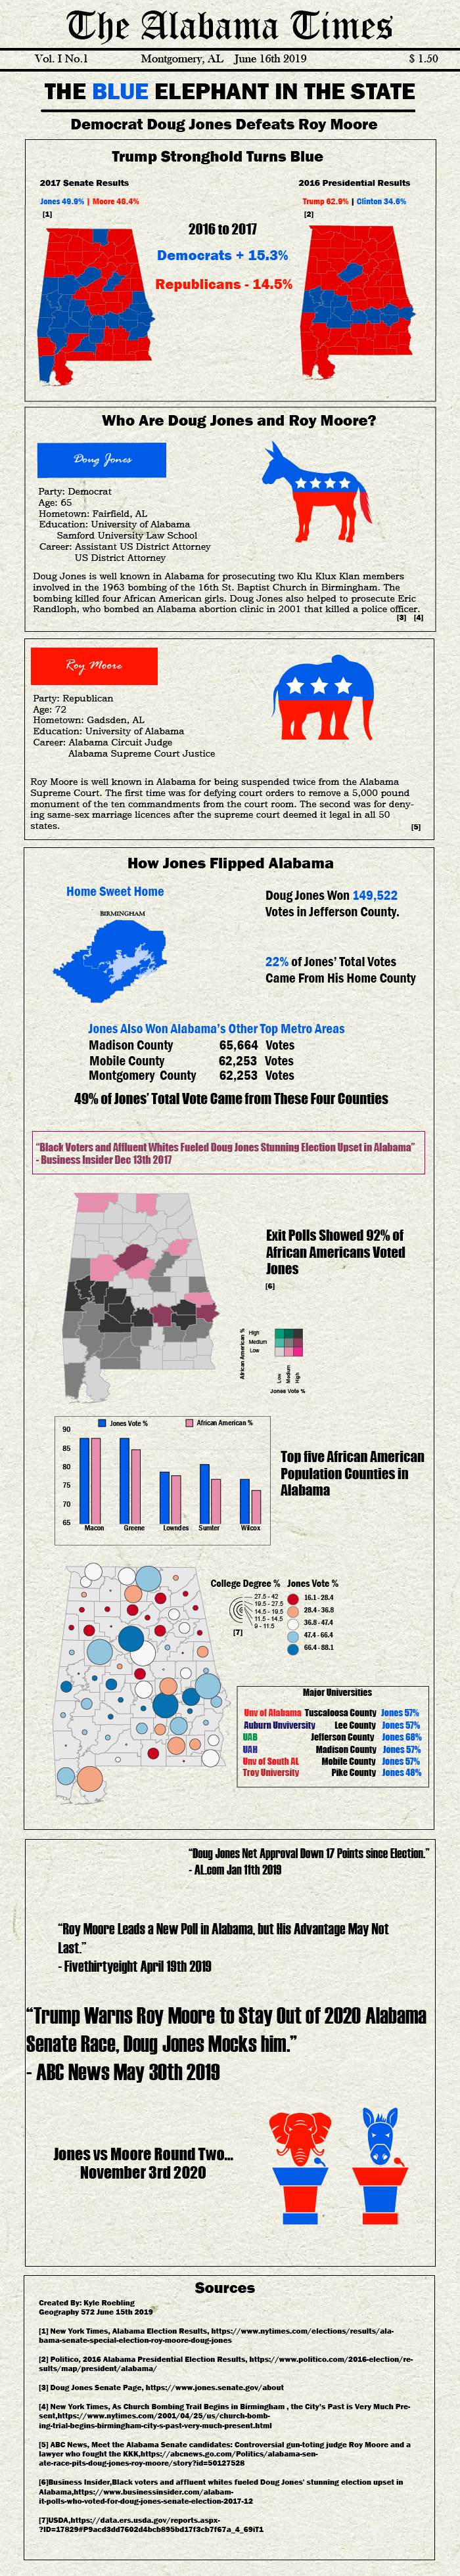 The Alabama Times
Vol. I No.1 Montgomery, AL June 16th 2019 $ 1.50
THE BLUE ELEPHANT IN THE STATE
Democrat Doug Jones Defeats Roy Moore
Trump Stronghold Turns Blue
2017 Senate Results
Jones 49.9% | Moore 48.4%
[1]
2016 Presidential Results
Trump 62.9% | Clinton 34.6%
[2]
2016 to 2017
Democrats + 15.3%
Republicans - 14.5%
Who Are Doug Jones and Roy Moore?
Doug Jones
Party: Democrat
Age: 65
Hometown: Fairfield, AL
Education: University of Alabama
Samford University Law School
Career: Assistant US District Attorney
US District Attorney
Doug Jones is well known in Alabama for prosecuting two Klu Klux Klan members
involved in the 1963 bombing of the 16th St. Baptist Church in Birmingham. The
bombing killed four African American girls. Doug Jones also helped to prosecute Eric
Randloph, who bombed an Alabama abortion clinic in 2001 that killed a police officer.
[3] [4]
Roy Moore
Party: Republican
Age: 72
Hometown: Gadsden, AL
Education: University of Alabama
Career: Alabama Circuit Judge
Alabama Supreme Court Justice
Roy Moore is well known in Alabama for being suspended twice from the Alabama
Supreme Court. The first time was for defying court orders to remove a 5,000 pound
monument of the ten commandments from the court room. The second was for deny-
ing same-sex marriage licences after the supreme court deemed it legal in all 50
states.
[5]
How Jones Flipped Alabama
Home Sweet Home
BIRMINGHAM
Doug Jones Won 149,522
Votes in Jefferson County.
22% of Jones' Total Votes
Came From His Home County
Jones Also Won Alabama's Other Top Metro Areas
Madison County 65,664 Votes
Mobile County 62,253 Votes
Montgomery County 62,253 Votes
49% of Jones' Total Vote Came from These Four Counties
"Black Voters and Affluent Whites Fueled Doug Jones Stunning Election Upset in Alabama"
- Business Insider Dec 13th 2017
Exit Polls Showed 92% of
African Americans Voted
Jones
[6]
African American %
High
Medium
Low
Low
Medium
High
Jones Vote %
Jones Vote % African American %
90
85
80
75
70
65
Macon Greene Lowndes Sumter Wilcox
Top five African American
Population Counties in
Alabama
College Degree %
27.5 - 42
19.5 - 27.5
14.5 - 19.5
11.5 - 14.5
9 - 11.5
[7]
Jones Vote %
16.1 - 28.4
28.4 - 36.8
36.8 - 47.4
47.4 - 66.4
66.4 - 88.1
Major Universities
Unv of Alabama Tuscaloosa County Jones 57%
Auburn Unviversity Lee County Jones 57%
UAB Jefferson County Jones 68%
UAH Madison County Jones 57%
Unv of South AL Mobile County Jones 57%
Troy University Pike County Jones 48%
"Doug Jones Net Approval Down 17 Points since Election."
- AL.com Jan 11th 2019
"Roy Moore Leads a New Poll in Alabama, but His Advantage May Not
Last."
- Fivethirtyeight April 19th 2019
"Trump Warns Roy Moore to Stay Out of 2020 Alabama
Senate Race, Doug Jones Mocks him."
- ABC News May 30th 2019
Jones vs Moore Round Two...
November 3rd 2020
Sources
Created By: Kyle Roebling
Geography 572 June 15th 2019
[1] New York Times, Alabama Election Results, https://www.nytimes.com/elections/results/ala-
bama-senate-special-election-roy-moore-doug-jones
[2] Politico, 2016 Alabama Presidential Election Results, https://www.politico.com/2016-election/re-
sults/map/president/alabama/
[3] Doug Jones Senate Page, https://www.jones.senate.gov/about
[4] New York Times, As Church Bombing Trail Begins in Birmingham , the City's Past is Very Much Pre-
sent,https://www.nytimes.com/2001/04/25/us/church-bomb-
ing-trial-begins-birmingham-city-s-past-very-much-present.html
[5] ABC News, Meet the Alabama Senate candidates: Controversial gun-toting judge Roy Moore and a
lawyer who fought the KKK,https://abcnews.go.com/Politics/alabama-sen-
ate-race-pits-doug-jones-roy-moore/story?id=50127528
[6]Business Insider,Black voters and affluent whites fueled Doug Jones' stunning election upset in
Alabama,https://www.businessinsider.com/alabam-
it-polls-who-voted-for-doug-jones-senate-election-2017-12
[7]USDA,https://data.ers.usda.gov/reports.aspx-
?ID=17829#P9acd3dd7602d4bcb895bd17f3cb7f67a_4_69iT1